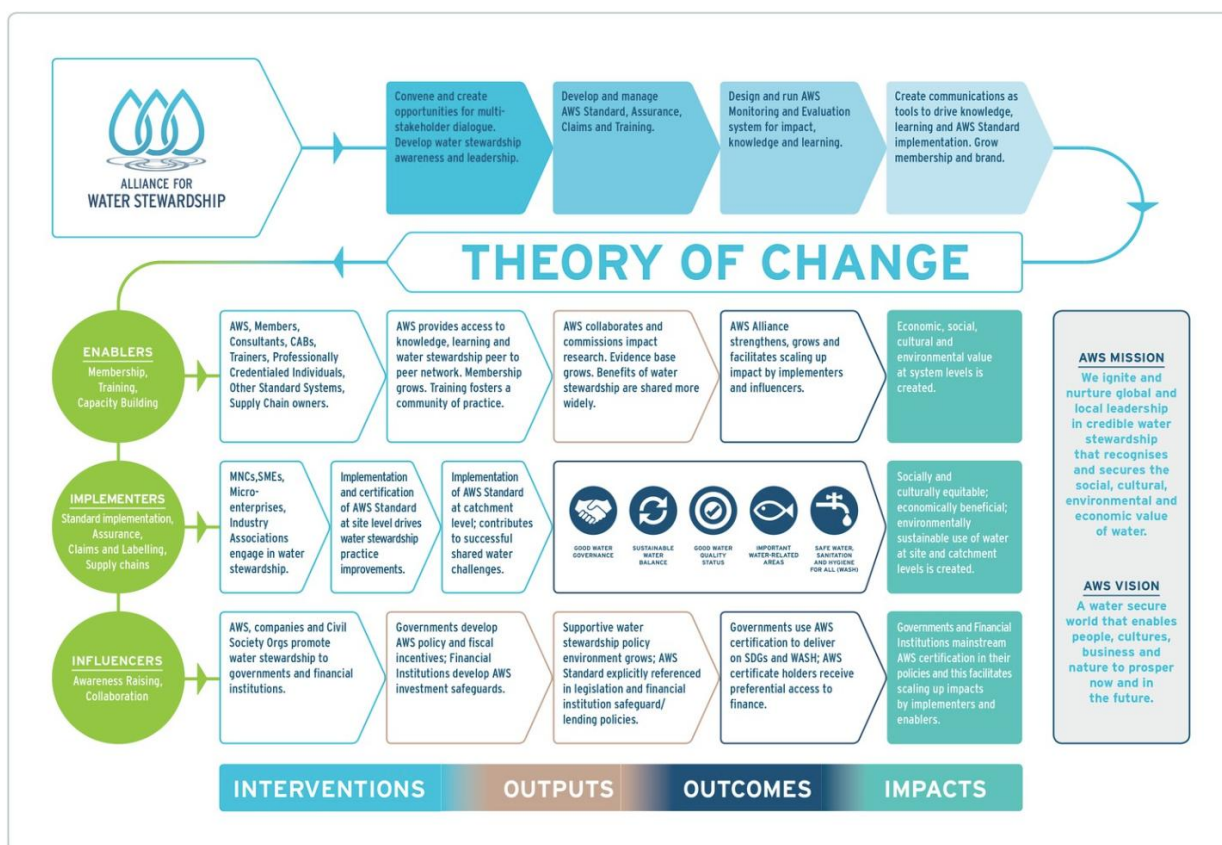 ALLIANCE FOR
WATER STEWARDSHIP
Convene and create
opportunities for multi-
stakeholder dialogue.
Develop water stewardship
awareness and leadership.
Develop and manage
AWS Standard, Assurance,
Claims and Training.
Design and run AWS
Monitoring and Evaluation
system for impact,
knowledge and learning.
Create communications as
tools to drive knowledge,
learning and AWS Standard
implementation. Grow
membership and brand.
THEORY OF CHANGE
ENABLERS
Membership,
Training,
Capacity Building
AWS, Members,
Consultants, CABs,
Trainers, Professionally
Credentialed Individuals,
Other Standard Systems,
Supply Chain owners.
AWS provides access to
knowledge, learning and
water stewardship peer to
peer network. Membership
grows. Training fosters a
community of practice.
AWS collaborates and
commissions impact
research. Evidence base
grows. Benefits of water
stewardship are shared more
widely.
AWS Alliance
strengthens, grows and
facilitates scaling up
impact by implementers
and influencers.
Economic, social,
cultural and
environmental value
at system levels is
created.
IMPLEMENTERS
Standard implementation,
Assurance,
Claims and Labelling,
Supply chains
MNCs,SMEs,
Micro-
enterprises,
Industry
Associations
engage in water
stewardship.
Implementation
and certification
of AWS Standard
at site level drives
water stewardship
practice
improvements.
Implementation
of AWS Standard
at catchment
level; contributes
to successful
shared water
challenges.
GOOD WATER
GOVERNANCE
SUSTAINABLE
WATER
BALANCE
GOOD WATER
QUALITY
STATUS
IMPORTANT
WATER-RELATED
AREAS
SAFE WATER,
SANITATION
AND HYGIENE
FOR ALL (WASH)
Socially and
culturally equitable;
economically beneficial;
environmentally
sustainable use of water
at site and catchment
levels is created.
INFLUENCERS
Awareness Raising,
Collaboration
AWS, companies and Civil
Society Orgs promote
water stewardship to
governments and financial
institutions.
Governments develop
AWS policy and fiscal
incentives; Financial
Institutions develop AWS
investment safeguards.
Supportive water
stewardship policy
environment grows; AWS
Standard explicitly referenced
in legislation and financial
institution safeguard/
lending policies.
Governments use AWS
certification to deliver
on SDGs and WASH; AWS
certificate holders receive
preferential access to
finance.
Governments and Financial
Institutions mainstream
AWS certification in their
policies and this facilitates
scaling up impacts
by implementers and
enablers.
AWS MISSION
We ignite and
nurture global and
local leadership
in credible water
stewardship
that recognises
and secures the
social, cultural,
environmental and
economic value
of water.
AWS VISION
A water secure
world that enables
people, cultures,
business and
nature to prosper
now and in
the future.
INTERVENTIONS
OUTPUTS
OUTCOMES
IMPACTS